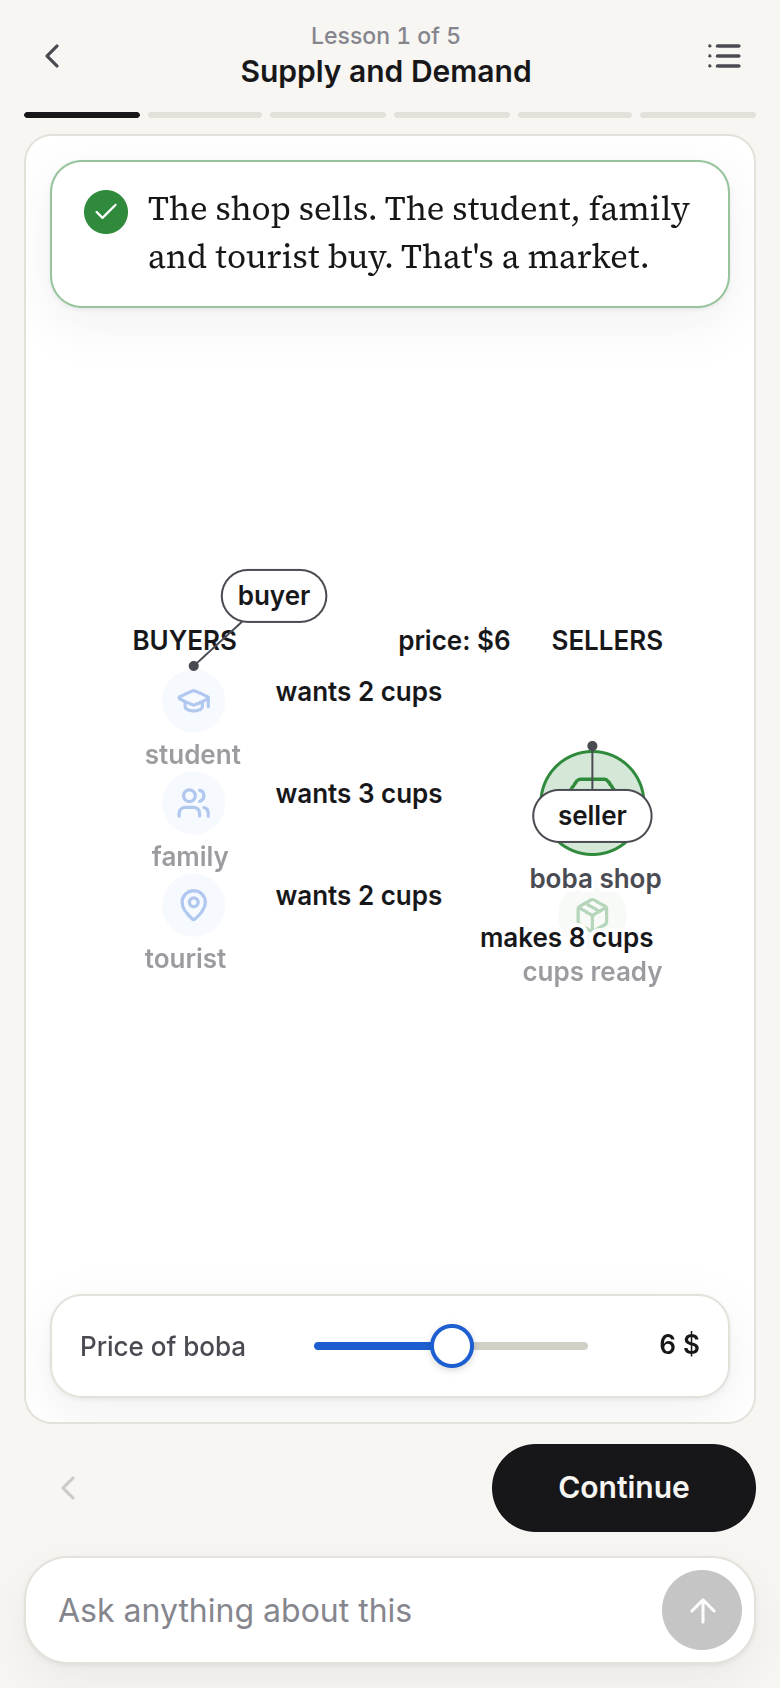 Lesson 1 of 5
Supply and Demand
The shop sells. The student, family
and tourist buy. That's a market.
buyer
BUYERS
price: $6
SELLERS
wants 2 cups
student
wants 3 cups
seller
family
boba shop
wants 2 cups
makes 8 cups
tourist
cups ready
Price of boba
6 $
Continue
Ask anything about this